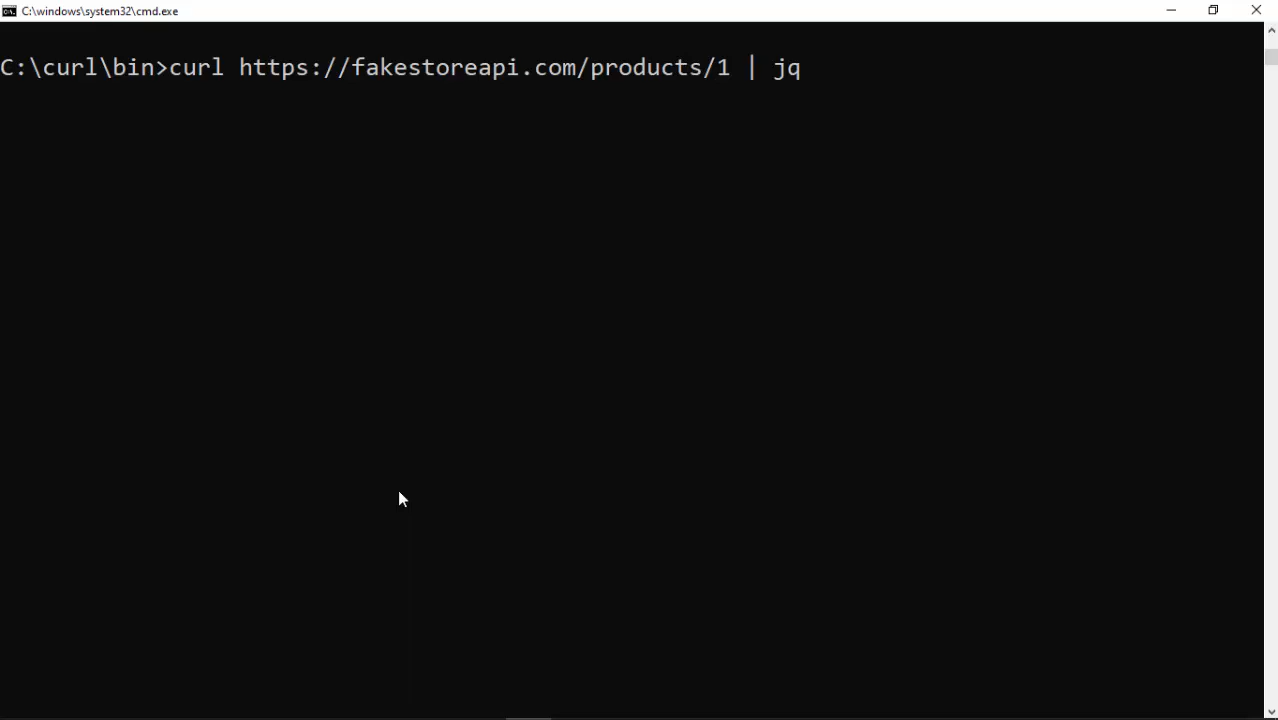 C:\windows\system32\cmd.exe
C:\curl\bin>curl https://fakestoreapi.com/products/1 | jq